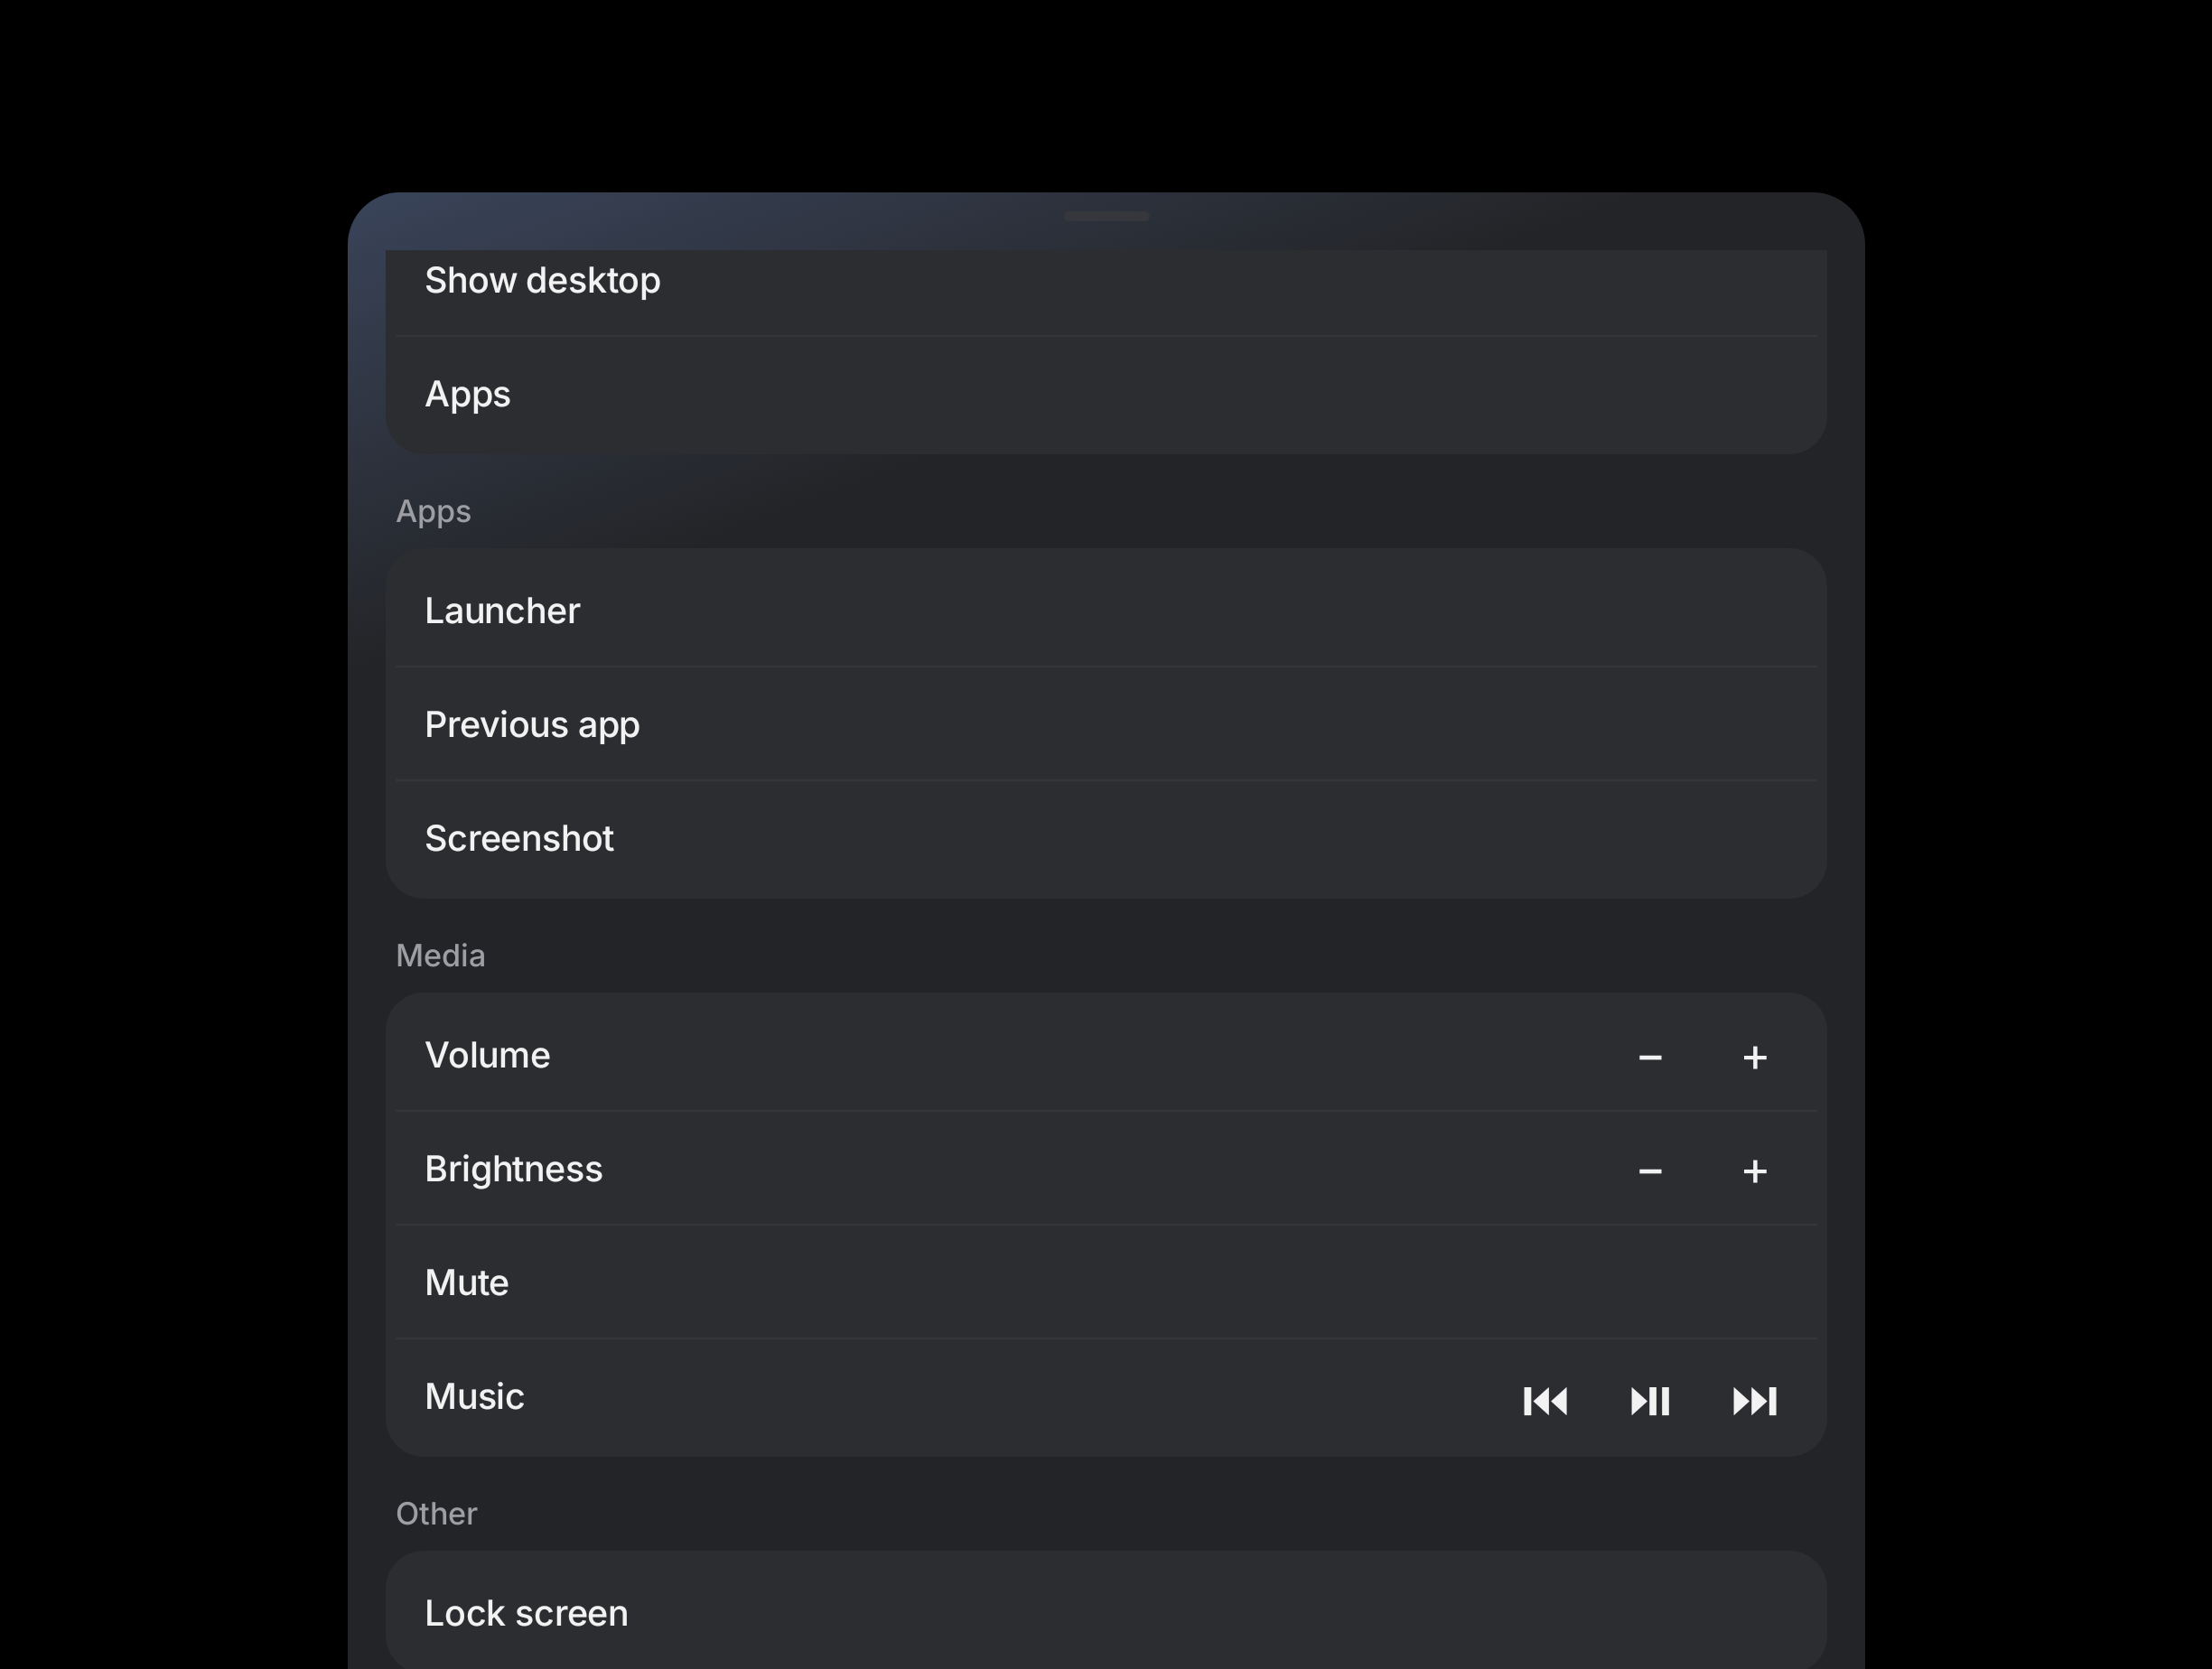 Show desktop
Apps
Apps
Launcher
Previous app
Screenshot
Media
Volume − +
Brightness − +
Mute
Music
Other
Lock screen